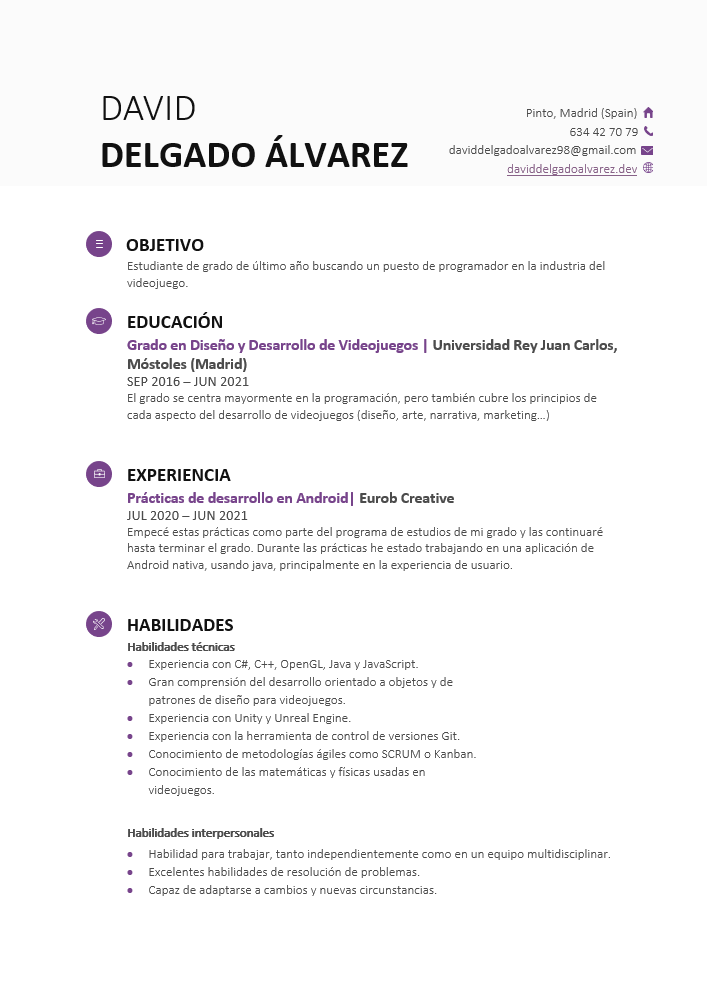 DAVID
DELGADO ÁLVAREZ
Pinto, Madrid (Spain)
634 42 70 79
daviddelgadoalvarez98@gmail.com
daviddelgadoalvarez.dev
OBJETIVO
Estudiante de grado de último año buscando un puesto de programador en la industria del
videojuego.
EDUCACIÓN
Grado en Diseño y Desarrollo de Videojuegos | Universidad Rey Juan Carlos,
Móstoles (Madrid)
SEP 2016 – JUN 2021
El grado se centra mayormente en la programación, pero también cubre los principios de
cada aspecto del desarrollo de videojuegos (diseño, arte, narrativa, marketing…)
EXPERIENCIA
Prácticas de desarrollo en Android| Eurob Creative
JUL 2020 – JUN 2021
Empecé estas prácticas como parte del programa de estudios de mi grado y las continuaré
hasta terminar el grado. Durante las prácticas he estado trabajando en una aplicación de
Android nativa, usando java, principalmente en la experiencia de usuario.
HABILIDADES
Habilidades técnicas
● Experiencia con C#, C++, OpenGL, Java y JavaScript.
● Gran comprensión del desarrollo orientado a objetos y de
patrones de diseño para videojuegos.
● Experiencia con Unity y Unreal Engine.
● Experiencia con la herramienta de control de versiones Git.
● Conocimiento de metodologías ágiles como SCRUM o Kanban.
● Conocimiento de las matemáticas y físicas usadas en
videojuegos.
Habilidades interpersonales
● Habilidad para trabajar, tanto independientemente como en un equipo multidisciplinar.
● Excelentes habilidades de resolución de problemas.
● Capaz de adaptarse a cambios y nuevas circunstancias.